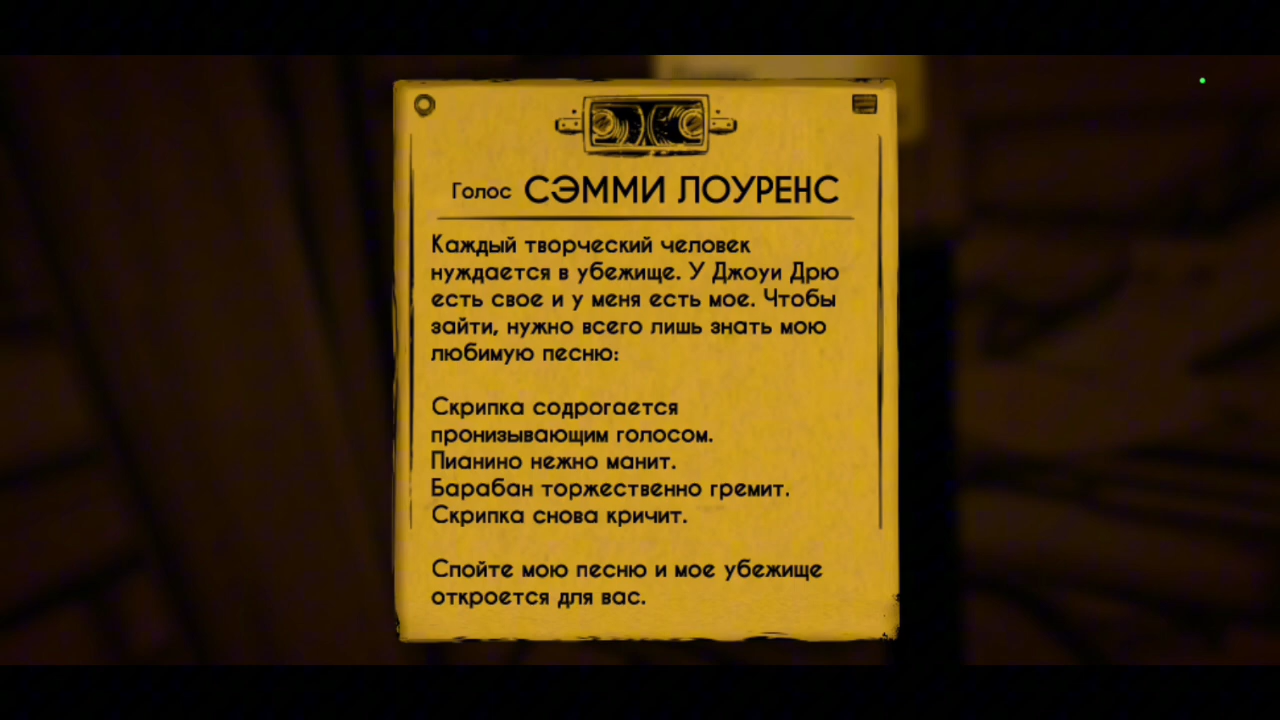 Голос СЭММИ ЛОУРЕНС
Каждый творческий человек
нуждается в убежище. У Джоуи Дрю
есть свое и у меня есть мое. Чтобы
зайти, нужно всего лишь знать мою
любимую песню:
Скрипка содрогается
пронизывающим голосом.
Пианино нежно манит.
Барабан торжественно гремит.
Скрипка снова кричит.
Спойте мою песню и мое убежище
откроется для вас.